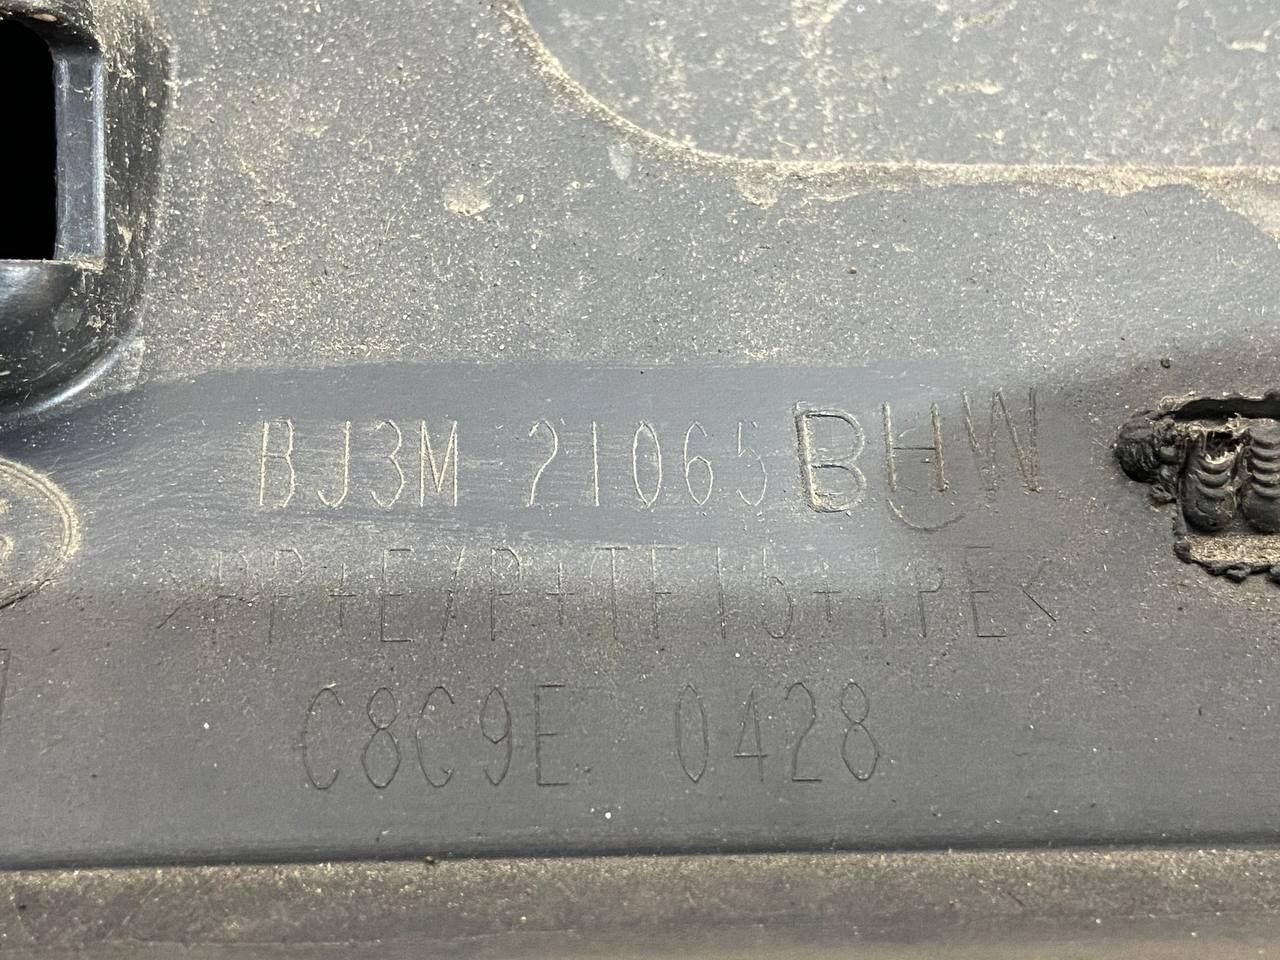 BJ3M 21065 BHW
>PP+E/P+TF15+TPE<
C8C9E 0428